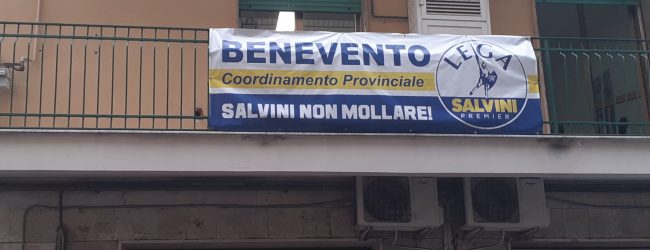 BENEVENTO
Coordinamento Provinciale
SALVINI NON MOLLARE!
LEGA
SALVINI
PREMIER